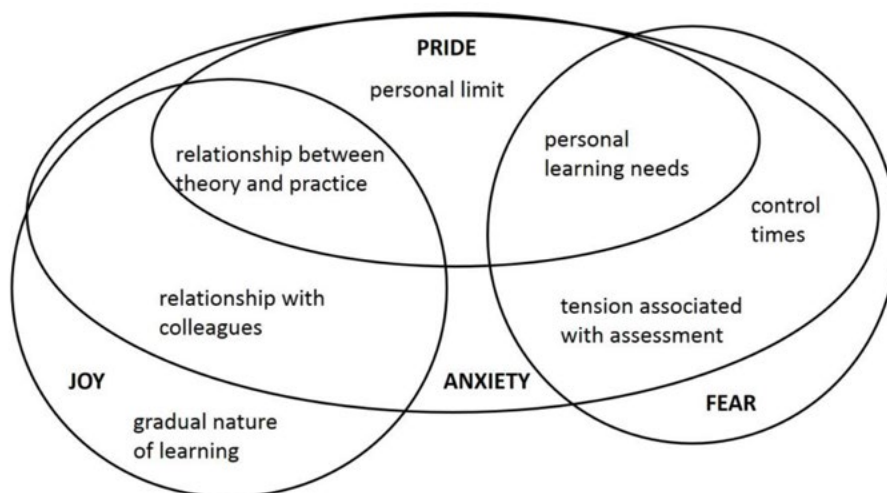 PRIDE
personal limit
relationship between
theory and practice
personal
learning needs
control
times
relationship with
colleagues
tension associated
with assessment
JOY
ANXIETY
FEAR
gradual nature
of learning